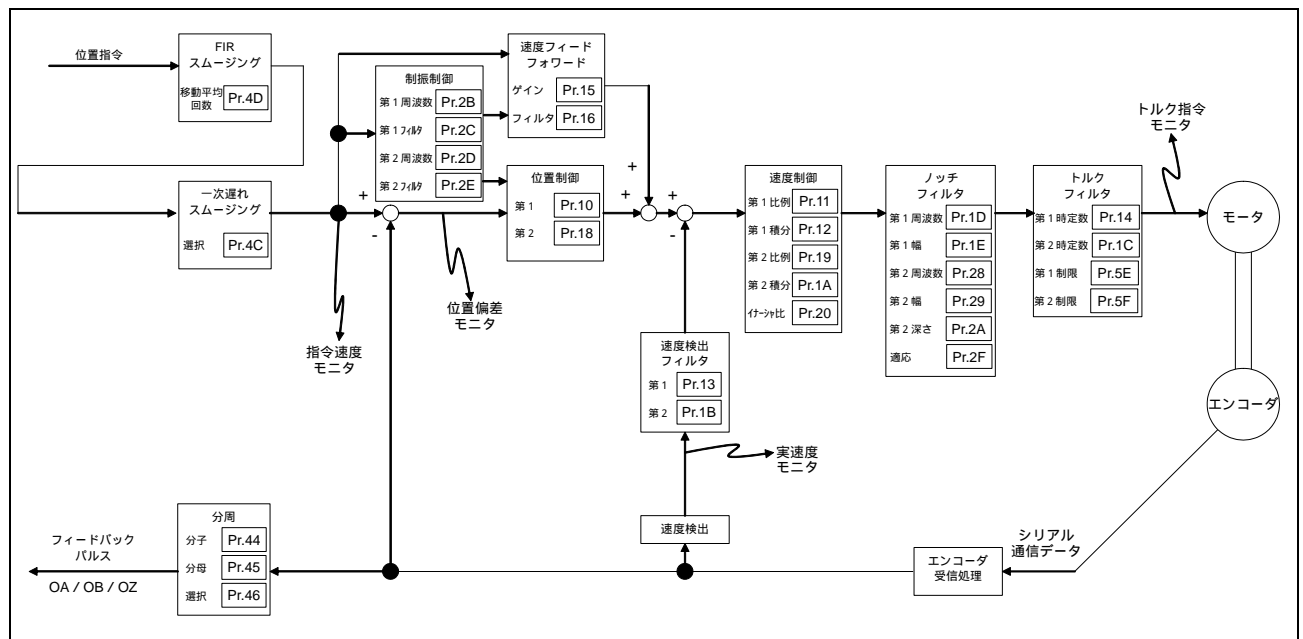 位置指令
FIR
スムージング
移動平均
回数
Pr.4D
一次遅れ
スムージング
選択
Pr.4C
指令速度
モニタ
制振制御
第1周波数
Pr.2B
第1フィルタ
Pr.2C
第2周波数
Pr.2D
第2フィルタ
Pr.2E
速度フィード
フォワード
ゲイン
Pr.15
フィルタ
Pr.16
+
-
位置偏差
モニタ
位置制御
第1
Pr.10
第2
Pr.18
+
+
+
-
速度制御
第1比例
Pr.11
第1積分
Pr.12
第2比例
Pr.19
第2積分
Pr.1A
イナーシャ比
Pr.20
ノッチ
フィルタ
第1周波数
Pr.1D
第1幅
Pr.1E
第2周波数
Pr.28
第2幅
Pr.29
第2深さ
Pr.2A
適応
Pr.2F
トルク
フィルタ
第1時定数
Pr.14
第2時定数
Pr.1C
第1制限
Pr.5E
第2制限
Pr.5F
トルク指令
モニタ
モータ
エンコーダ
速度検出
フィルタ
第1
Pr.13
第2
Pr.1B
実速度
モニタ
速度検出
シリアル
通信データ
エンコーダ
受信処理
分周
分子
Pr.44
分母
Pr.45
選択
Pr.46
フィードバック
パルス
OA / OB / OZ